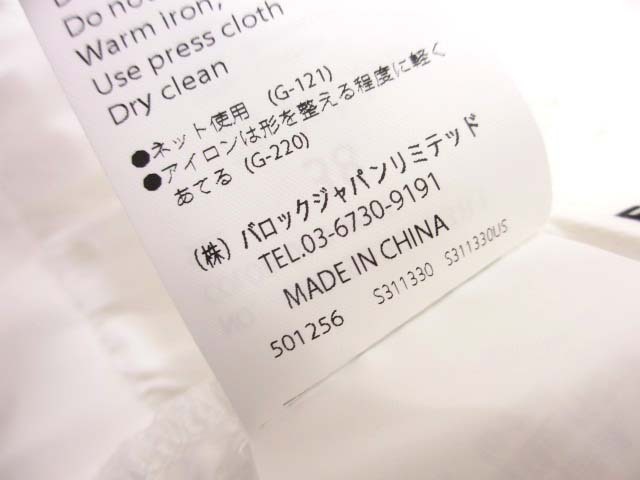 Do no
Warm iron,
Use press cloth
Dry clean
●ネット使用 (G-121)
●アイロンは形を整える程度に軽く
あてる (G-220)
(株) バロックジャパンリミテッド
TEL.03-6730-9191
MADE IN CHINA
501256 S311330 S311330US